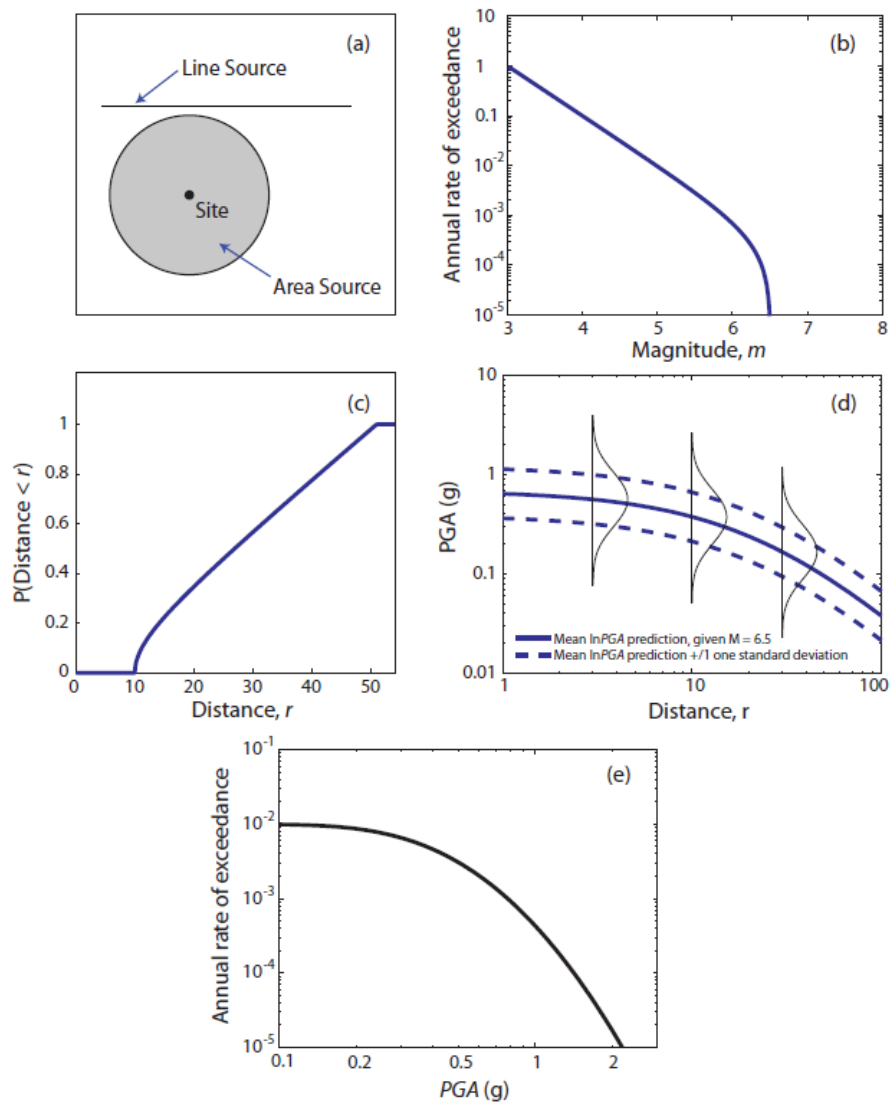 (a)
Line Source
Site
Area Source
(b)
Annual rate of exceedance
10
1
0.1
10-2
10-3
10-4
10-5
3 4 5 6 7 8
Magnitude, m
(c)
P(Distance < r)
1
0.8
0.6
0.4
0.2
0
0 10 20 30 40 50
Distance, r
(d)
PGA (g)
10
1
0.1
0.01
Mean lnPGA prediction, given M = 6.5
Mean lnPGA prediction +/1 one standard deviation
1 10 100
Distance, r
(e)
Annual rate of exceedance
10-1
10-2
10-3
10-4
10-5
0.1 0.2 0.5 1 2
PGA (g)